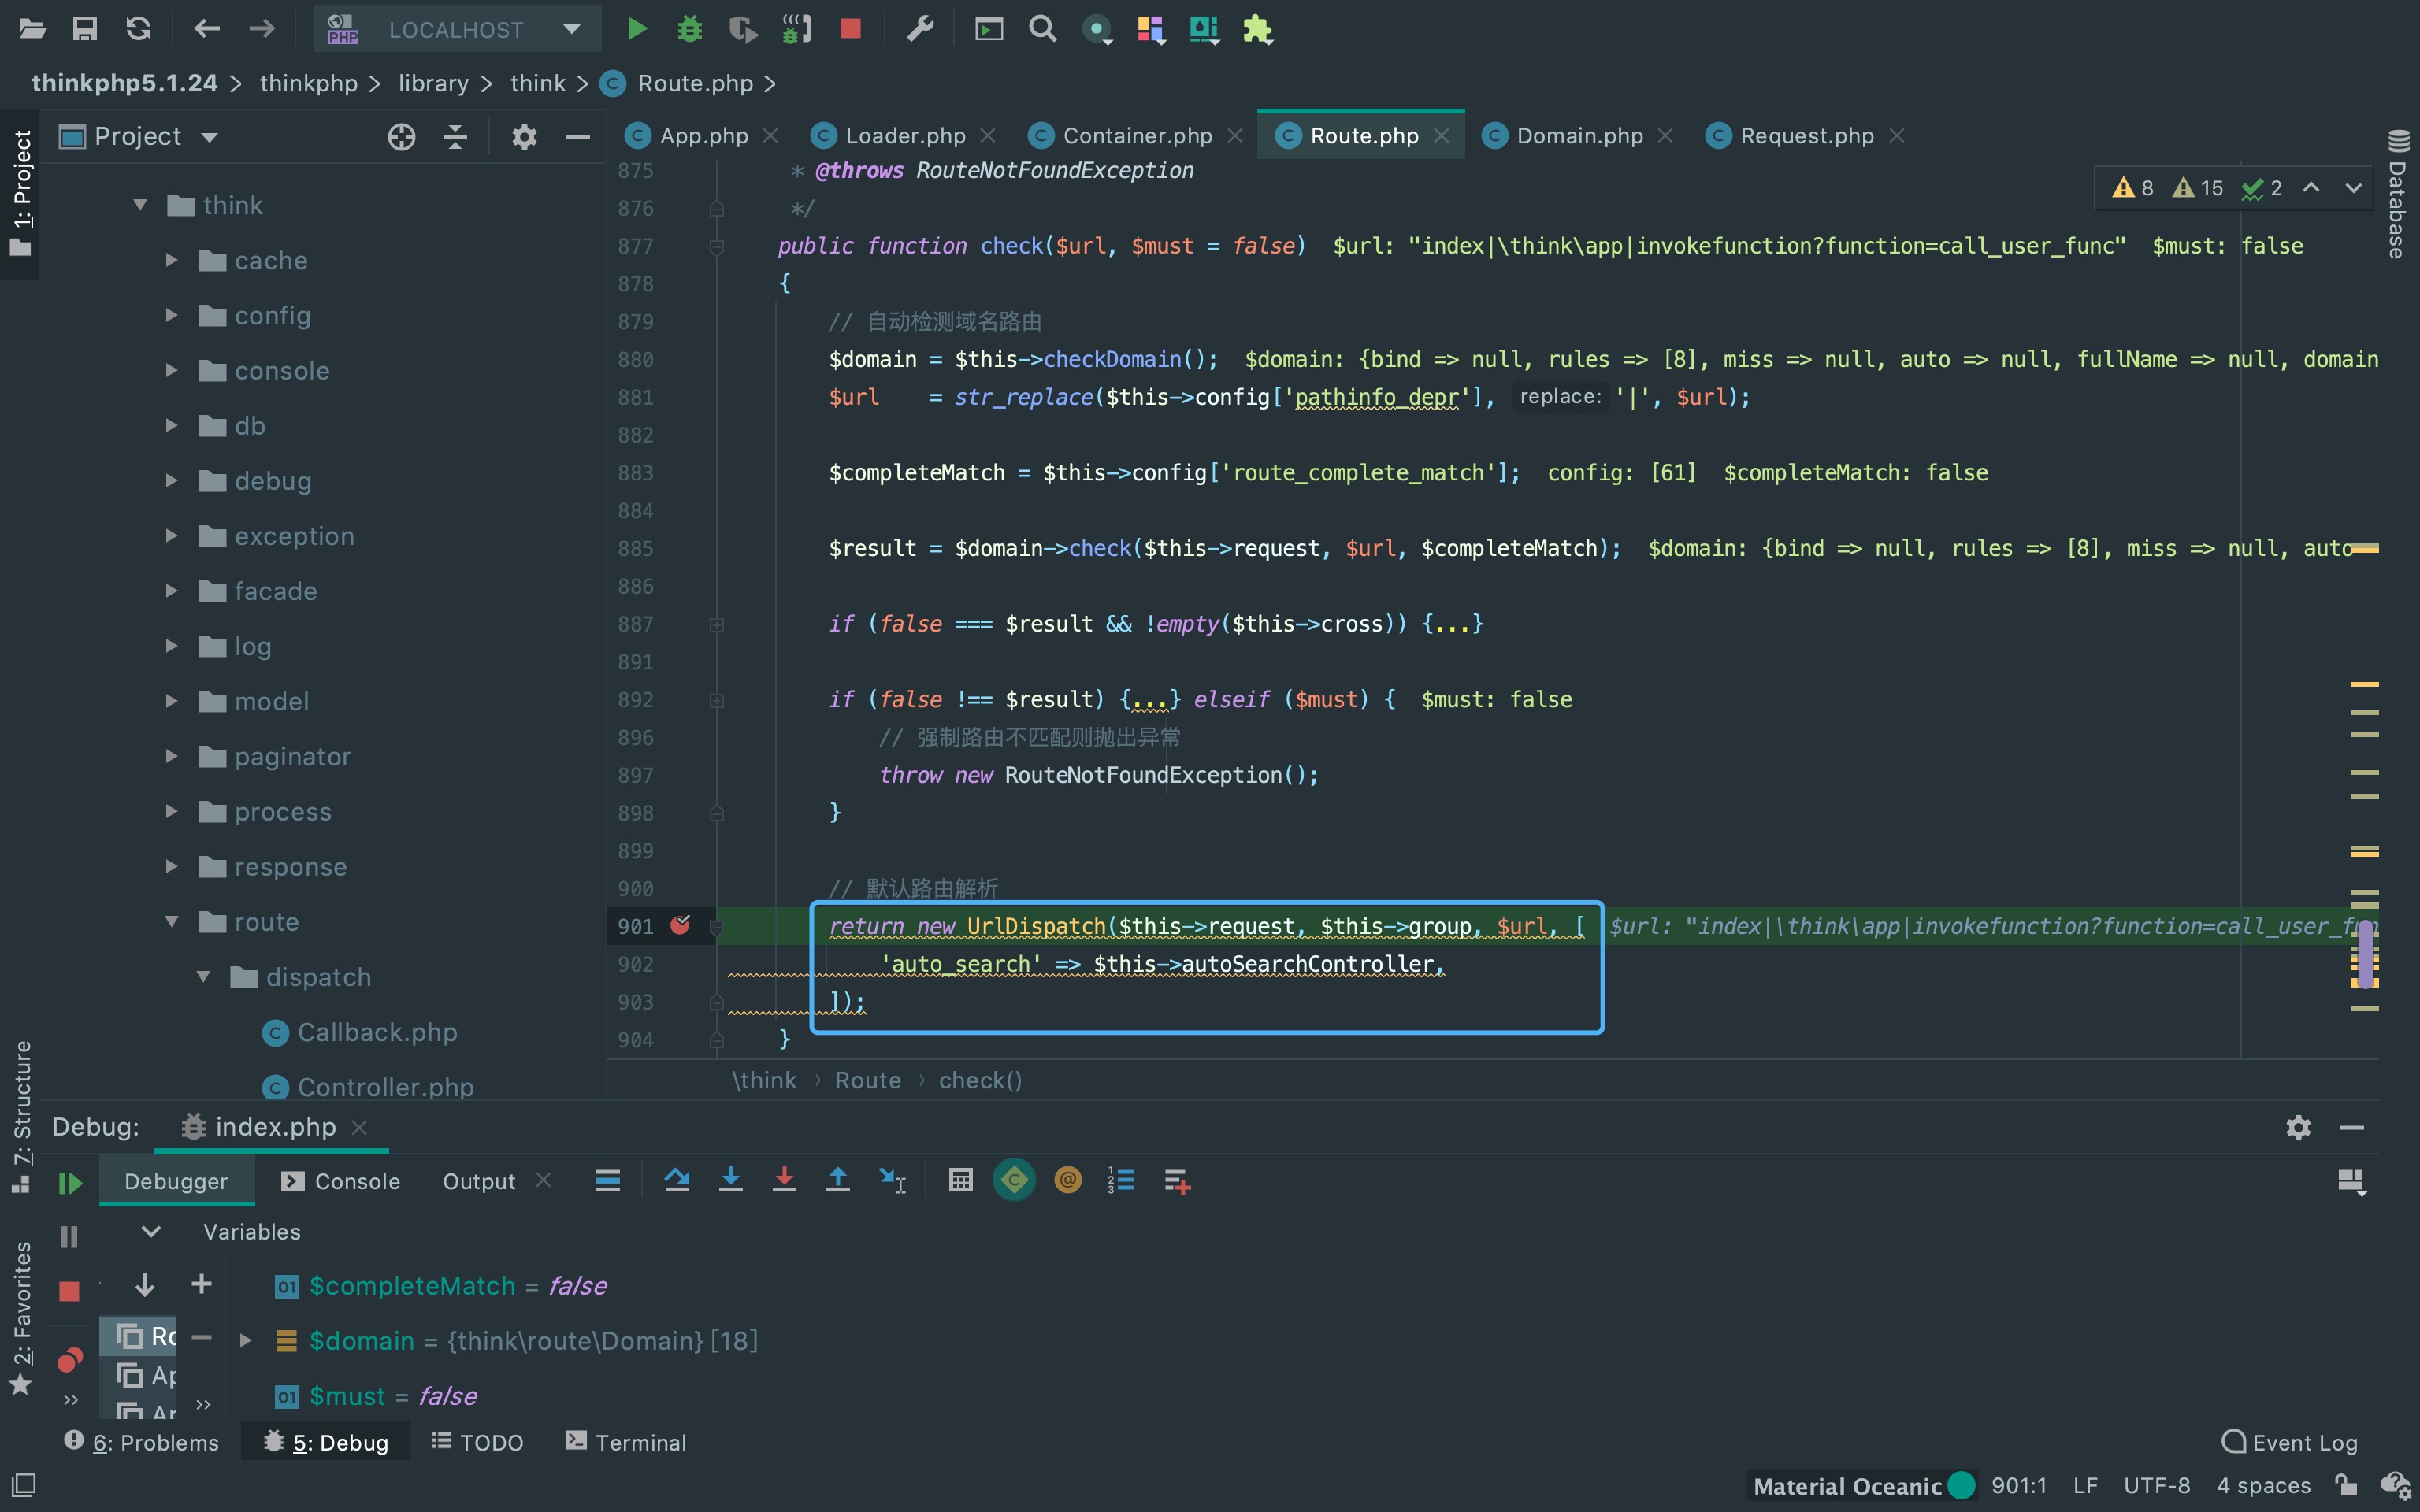 LOCALHOST
thinkphp5.1.24 > thinkphp > library > think > Route.php >
1: Project
Project
App.php Loader.php Container.php Route.php Domain.php Request.php
Database
think
cache
config
console
db
debug
exception
facade
log
model
paginator
process
response
route
dispatch
Callback.php
Controller.php
8 15 2
875 * @throws RouteNotFoundException
876 */
877 public function check($url, $must = false) $url: "index|\think\app|invokefunction?function=call_user_func" $must: false
878 {
879 // 自动检测域名路由
880 $domain = $this->checkDomain(); $domain: {bind => null, rules => [8], miss => null, auto => null, fullName => null, domain
881 $url = str_replace($this->config['pathinfo_depr'], replace: '|', $url);
882
883 $completeMatch = $this->config['route_complete_match']; config: [61] $completeMatch: false
884
885 $result = $domain->check($this->request, $url, $completeMatch); $domain: {bind => null, rules => [8], miss => null, auto
886
887 if (false === $result && !empty($this->cross)) {...}
891
892 if (false !== $result) {...} elseif ($must) { $must: false
896 // 强制路由不匹配则抛出异常
897 throw new RouteNotFoundException();
898 }
899
900 // 默认路由解析
901 return new UrlDispatch($this->request, $this->group, $url, [ $url: "index|\think\app|invokefunction?function=call_user_fun
902 'auto_search' => $this->autoSearchController,
903 ]);
904 }
\think › Route › check()
7: Structure
2: Favorites
Debug: index.php
Debugger Console Output
Variables
$completeMatch = false
$domain = {think\route\Domain} [18]
$must = false
Ro
Ap
Ar
6: Problems 5: Debug TODO Terminal Event Log
Material Oceanic 901:1 LF UTF-8 4 spaces